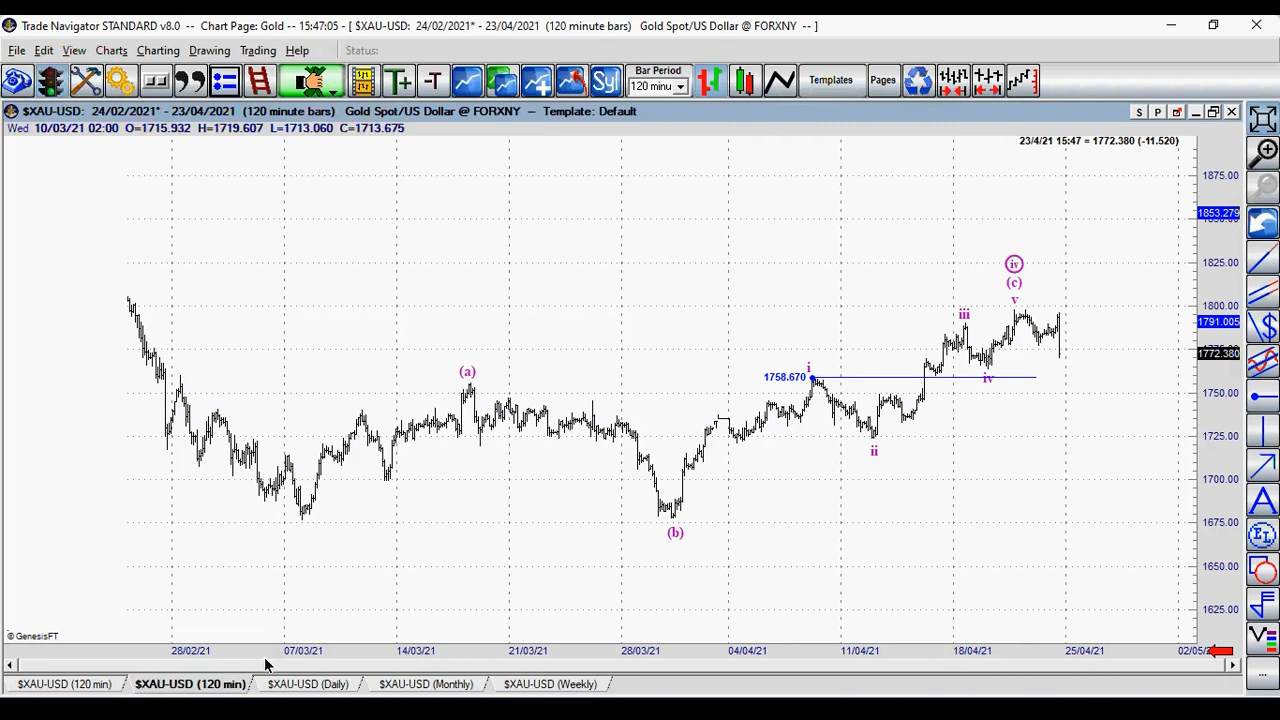 Trade Navigator STANDARD v8.0 -- Chart Page: Gold -- 15:47:05 - [ $XAU-USD: 24/02/2021* - 23/04/2021 (120 minute bars) Gold Spot/US Dollar @ FORXNY -- ]
File Edit View Charts Charting Drawing Trading Help Status:
T -T Sy Bar Period 120 minu Templates Pages
$XAU-USD: 24/02/2021* - 23/04/2021 (120 minute bars) Gold Spot/US Dollar @ FORXNY -- Template: Default S P
Wed 10/03/21 02:00 O=1715.932 H=1719.607 L=1713.060 C=1713.675
23/4/21 15:47 = 1772.380 (-11.520)
1875.00
1853.279
1825.00
iv
(c)
v
1800.00
iii
1791.005
1772.380
(a)
i
1758.670
iv
1750.00
1725.00
ii
1700.00
1675.00
(b)
1650.00
1625.00
© GenesisFT
28/02/21 07/03/21 14/03/21 21/03/21 28/03/21 04/04/21 11/04/21 18/04/21 25/04/21
$XAU-USD (120 min) $XAU-USD (120 min) $XAU-USD (Daily) $XAU-USD (Monthly) $XAU-USD (Weekly)
A
EL
V
...